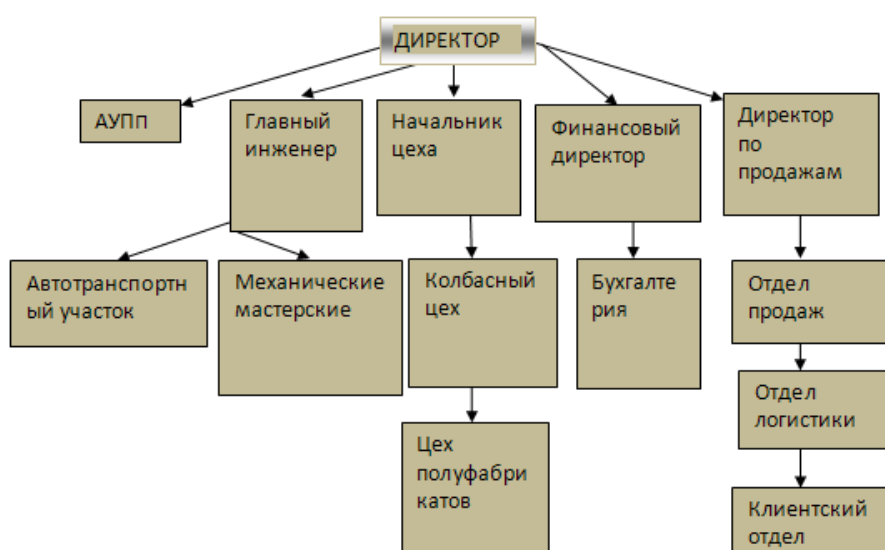 ДИРЕКТОР
АУПп
Главный
инженер
Начальник
цеха
Финансовый
директор
Директор
по
продажам
Автотранспортн
ый участок
Механические
мастерские
Колбасный
цех
Бухгалте
рия
Отдел
продаж
Отдел
логистики
Цех
полуфабри
катов
Клиентский
отдел